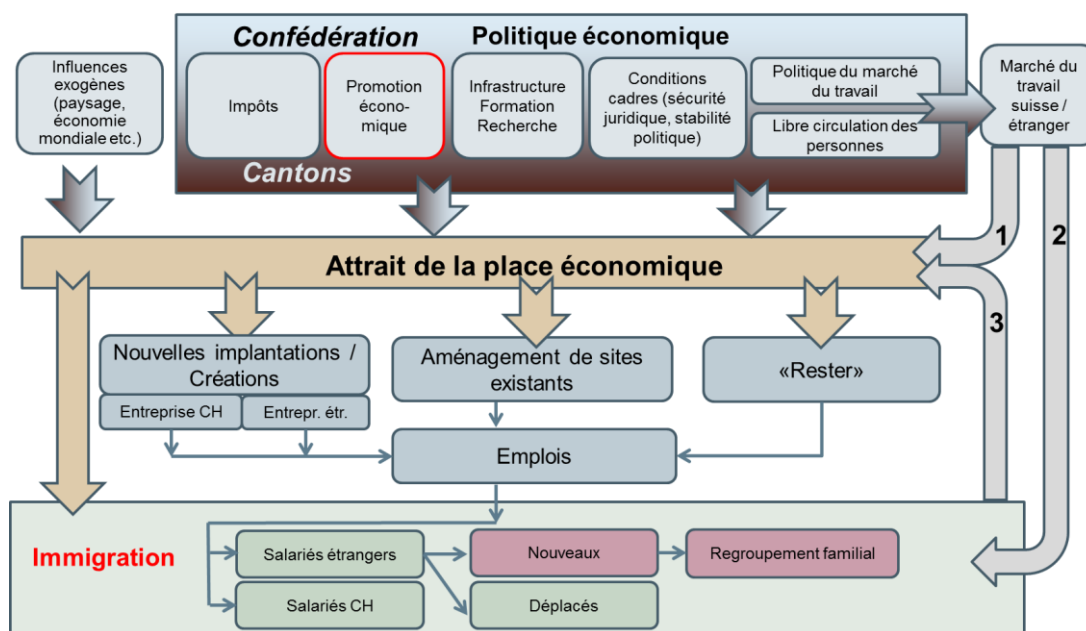 Confédération
Politique économique
Influences
exogènes
(paysage,
économie
mondiale etc.)
Impôts
Promotion
écono-
mique
Infrastructure
Formation
Recherche
Conditions
cadres (sécurité
juridique, stabilité
politique)
Politique du marché
du travail
Libre circulation des
personnes
Marché du
travail
suisse /
étranger
Cantons
1
2
Attrait de la place économique
3
Nouvelles implantations /
Créations
Entreprise CH
Entrepr. étr.
Aménagement de sites
existants
«Rester»
Emplois
Immigration
Salariés étrangers
Nouveaux
Regroupement familial
Salariés CH
Déplacés